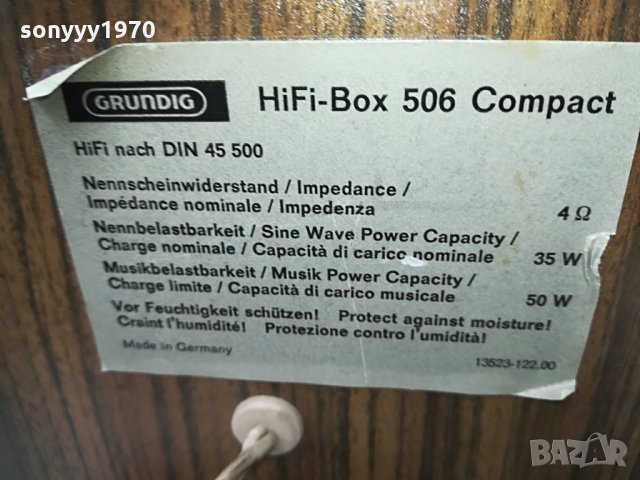 sonyyy1970
GRUNDIG HiFi-Box 506 Compact
HiFi nach DIN 45 500
Nennscheinwiderstand / Impedance /
Impédance nominale / Impedenza 4 Ω
Nennbelastbarkeit / Sine Wave Power Capacity /
Charge nominale / Capacità di carico nominale 35 W
Musikbelastbarkeit / Musik Power Capacity /
Charge limite / Capacità di carico musicale 50 W
Vor Feuchtigkeit schützen! Protect against moisture!
Craint l'humidité! Protezione contro l'umidità!
Made in Germany 13523-122.00
BAZAR